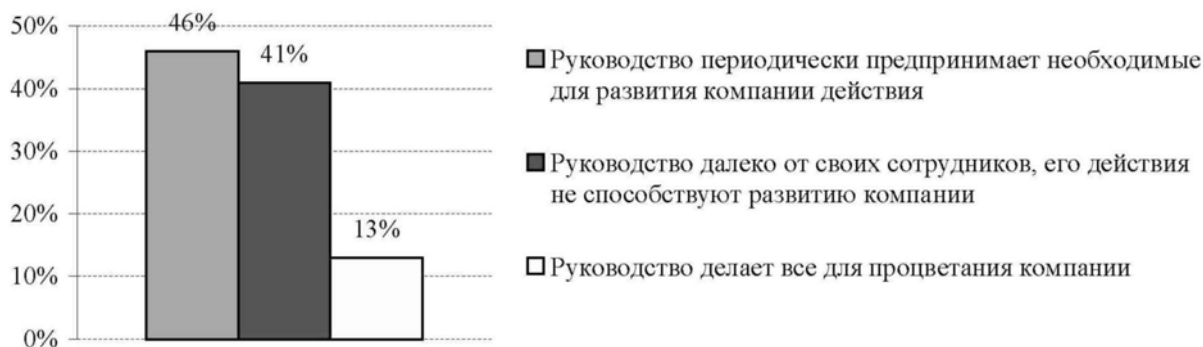 50%
40%
30%
20%
10%
0%
46%
41%
13%
Руководство периодически предпринимает необходимые
для развития компании действия
Руководство далеко от своих сотрудников, его действия
не способствуют развитию компании
Руководство делает все для процветания компании